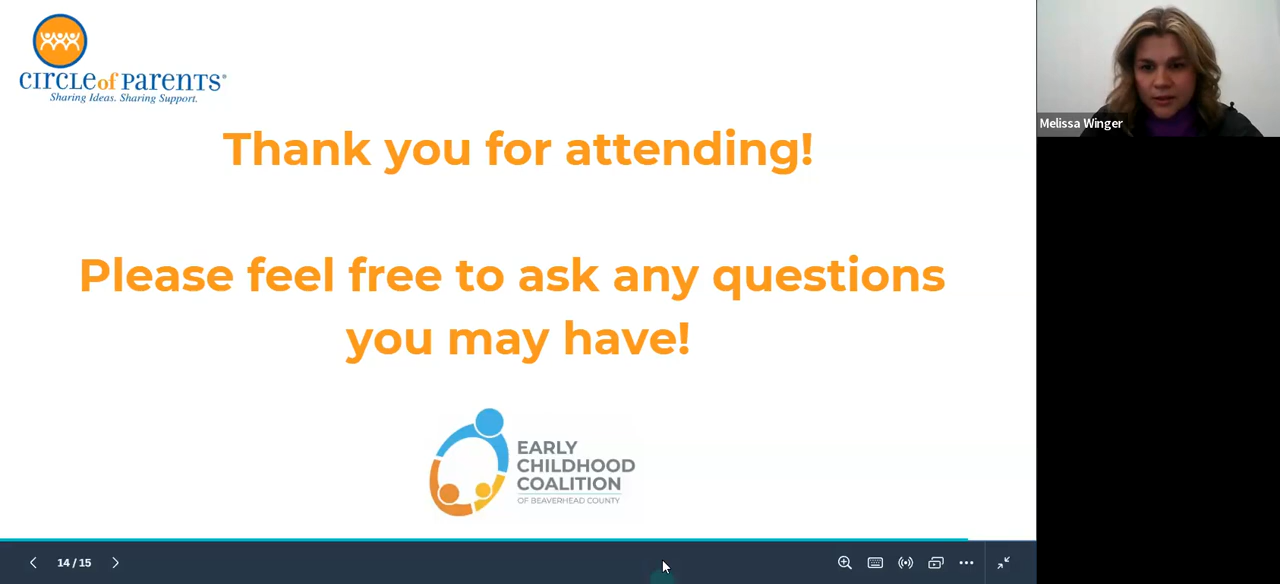 CIRCLE of PARENTS®
Sharing Ideas. Sharing Support.
Melissa Winger
Thank you for attending!
Please feel free to ask any questions
you may have!
EARLY
CHILDHOOD
COALITION
OF BEAVERHEAD COUNTY
14 / 15